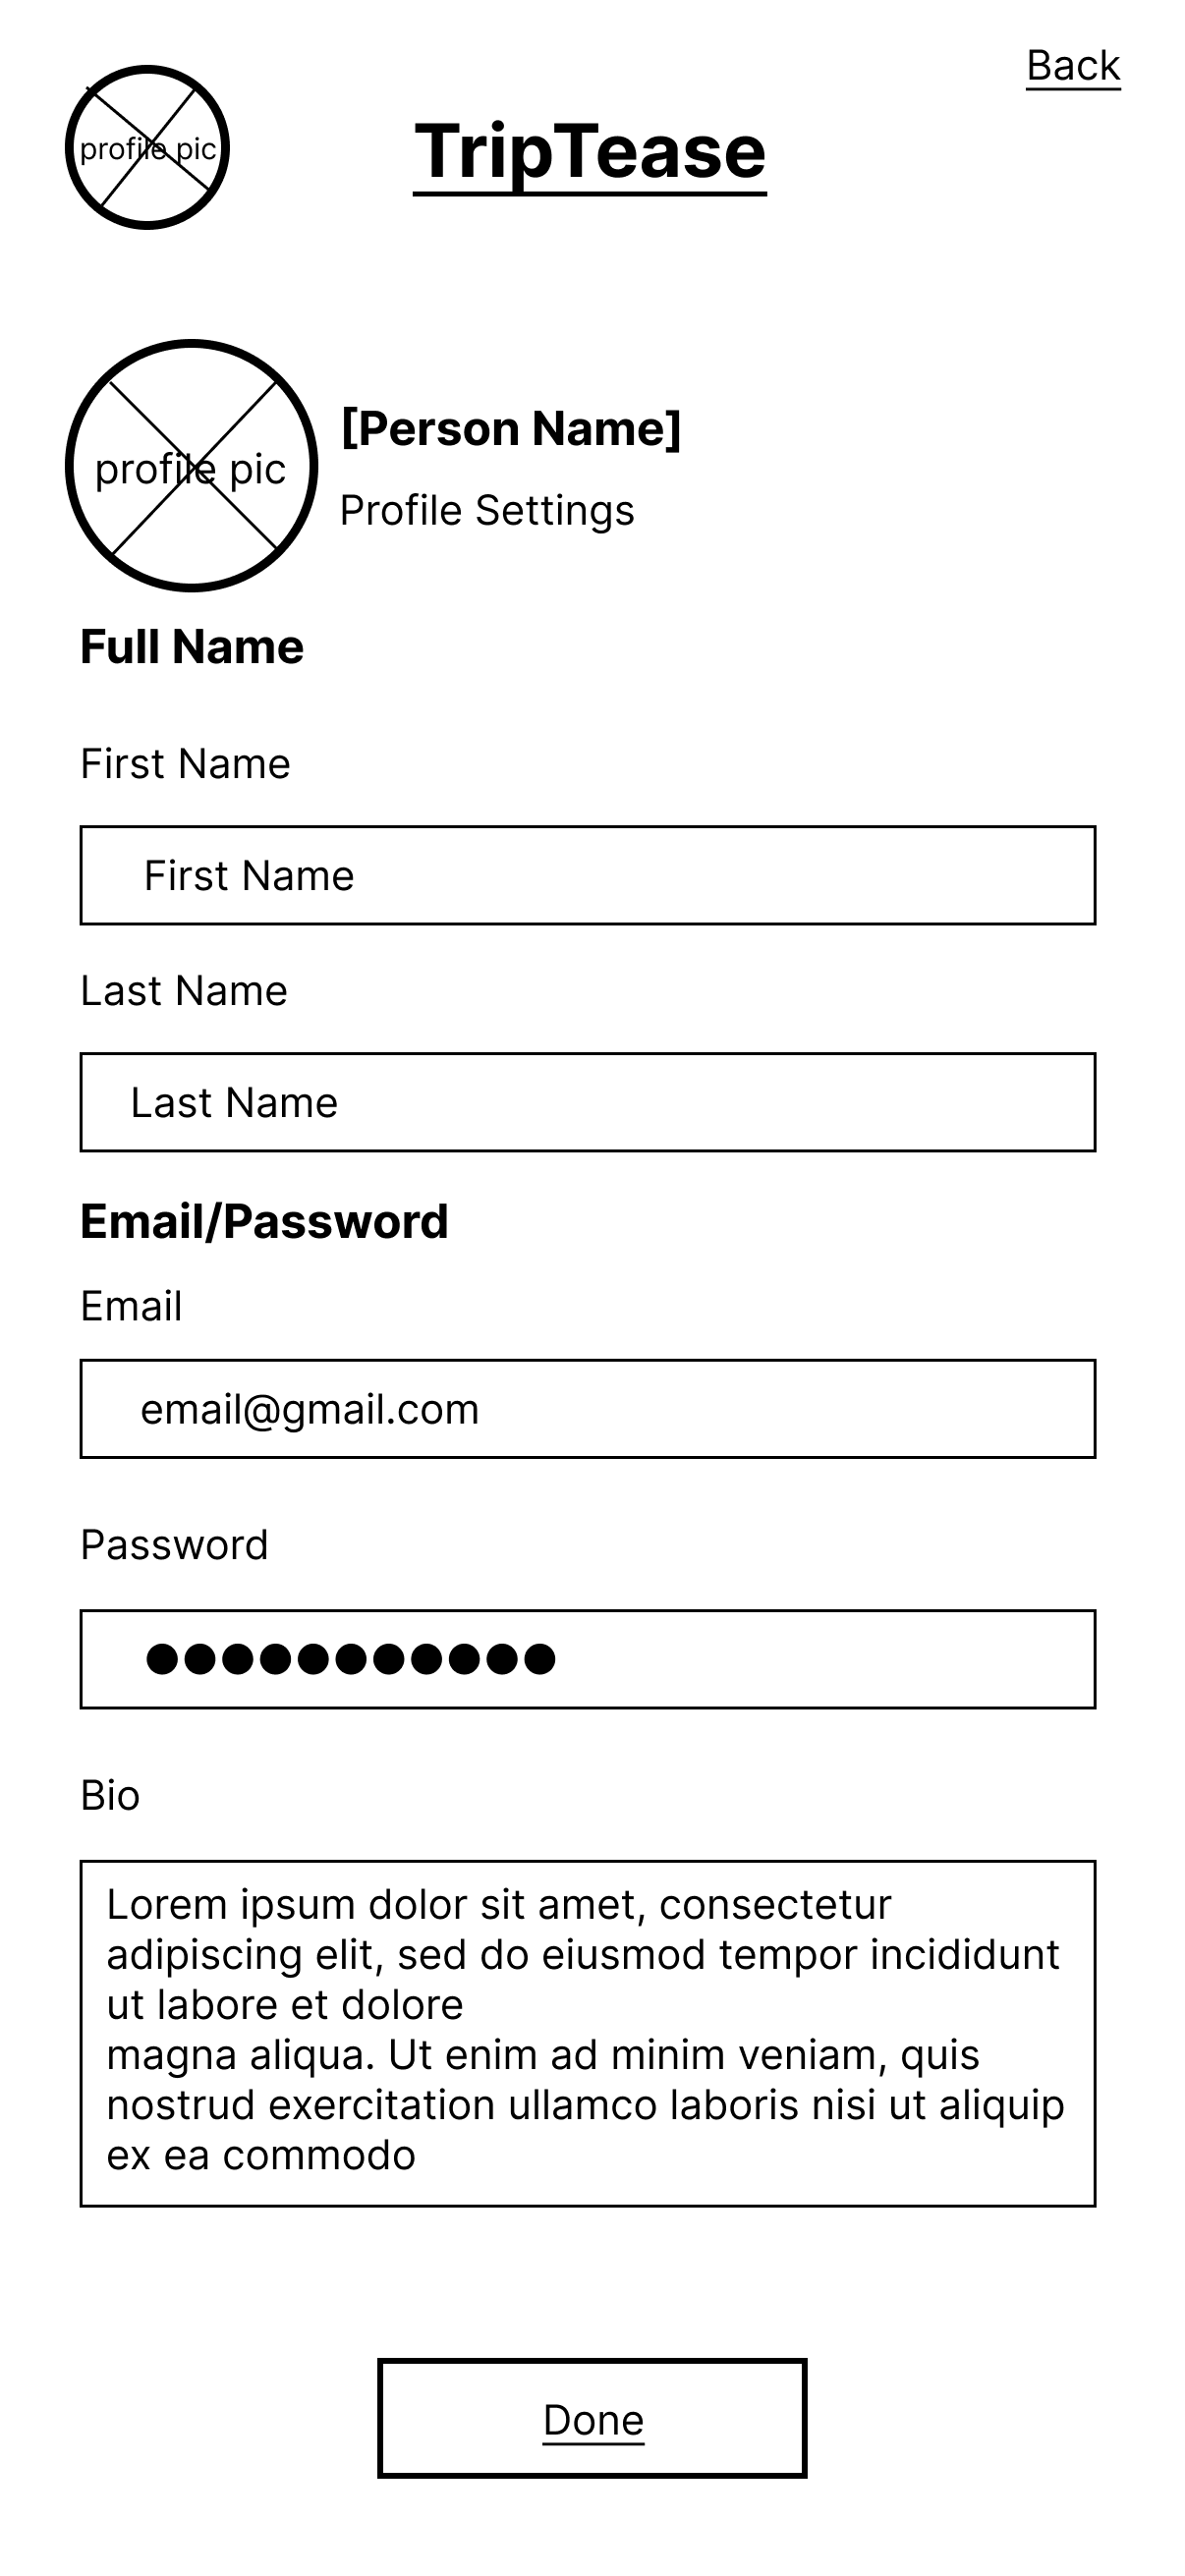 Back
profile pic
TripTease
[Person Name]
profile pic
Profile Settings
Full Name
First Name
First Name
Last Name
Last Name
Email/Password
Email
email@gmail.com
Password
●●●●●●●●●●●
Bio
Lorem ipsum dolor sit amet, consectetur
adipiscing elit, sed do eiusmod tempor incididunt
ut labore et dolore
magna aliqua. Ut enim ad minim veniam, quis
nostrud exercitation ullamco laboris nisi ut aliquip
ex ea commodo
Done